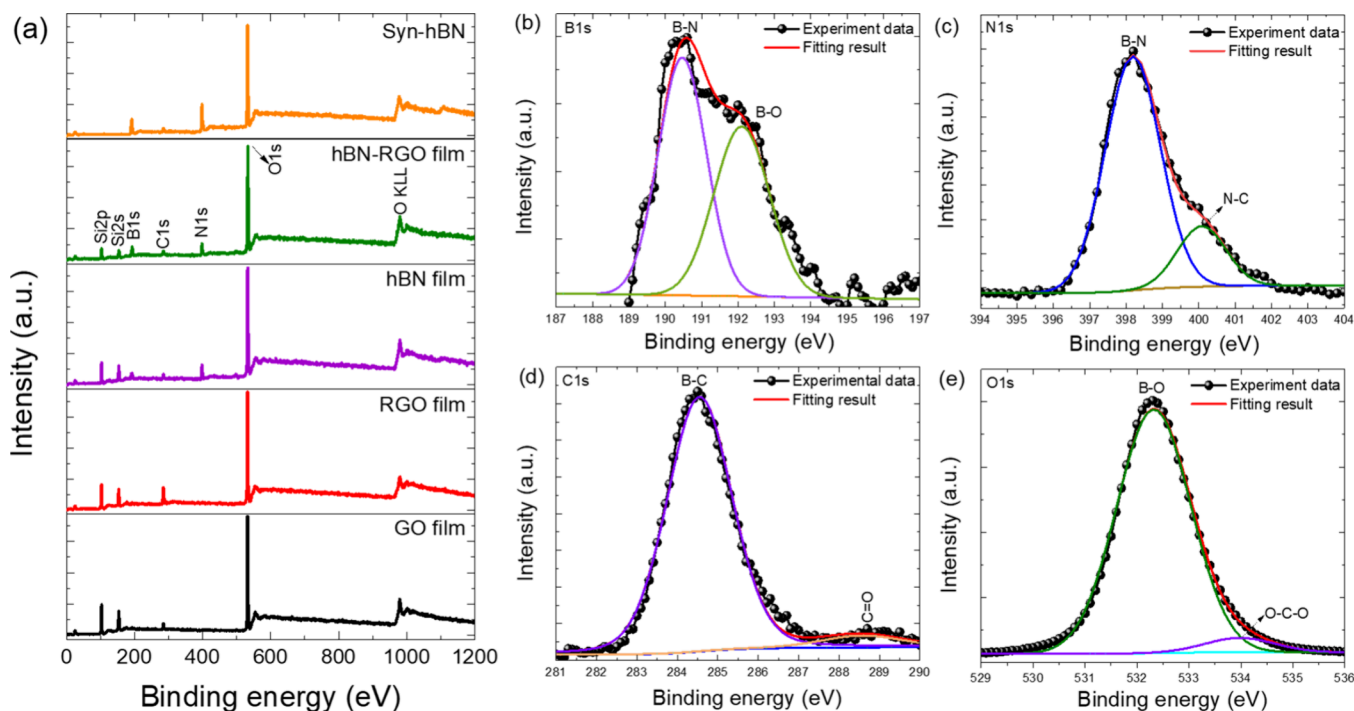 (a)
Syn-hBN
hBN-RGO film
O1s
O KLL
Si2p
Si2s
B1s
C1s
N1s
hBN film
RGO film
GO film
Intensity (a.u.)
0 200 400 600 800 1000 1200
Binding energy (eV)
(b)
B1s
B-N
B-O
Experiment data
Fitting result
Intensity (a.u.)
187 188 189 190 191 192 193 194 195 196 197
Binding energy (eV)
(c)
N1s
B-N
N-C
Experiment data
Fitting result
Intensity (a.u.)
394 395 396 397 398 399 400 401 402 403 404
Binding energy (eV)
(d)
C1s
B-C
C=O
Experimental data
Fitting result
Intensity (a.u.)
281 282 283 284 285 286 287 288 289 290
Binding energy (eV)
(e)
O1s
B-O
O-C-O
Experiment data
Fitting result
Intensity (a.u.)
529 530 531 532 533 534 535 536
Binding energy (eV)